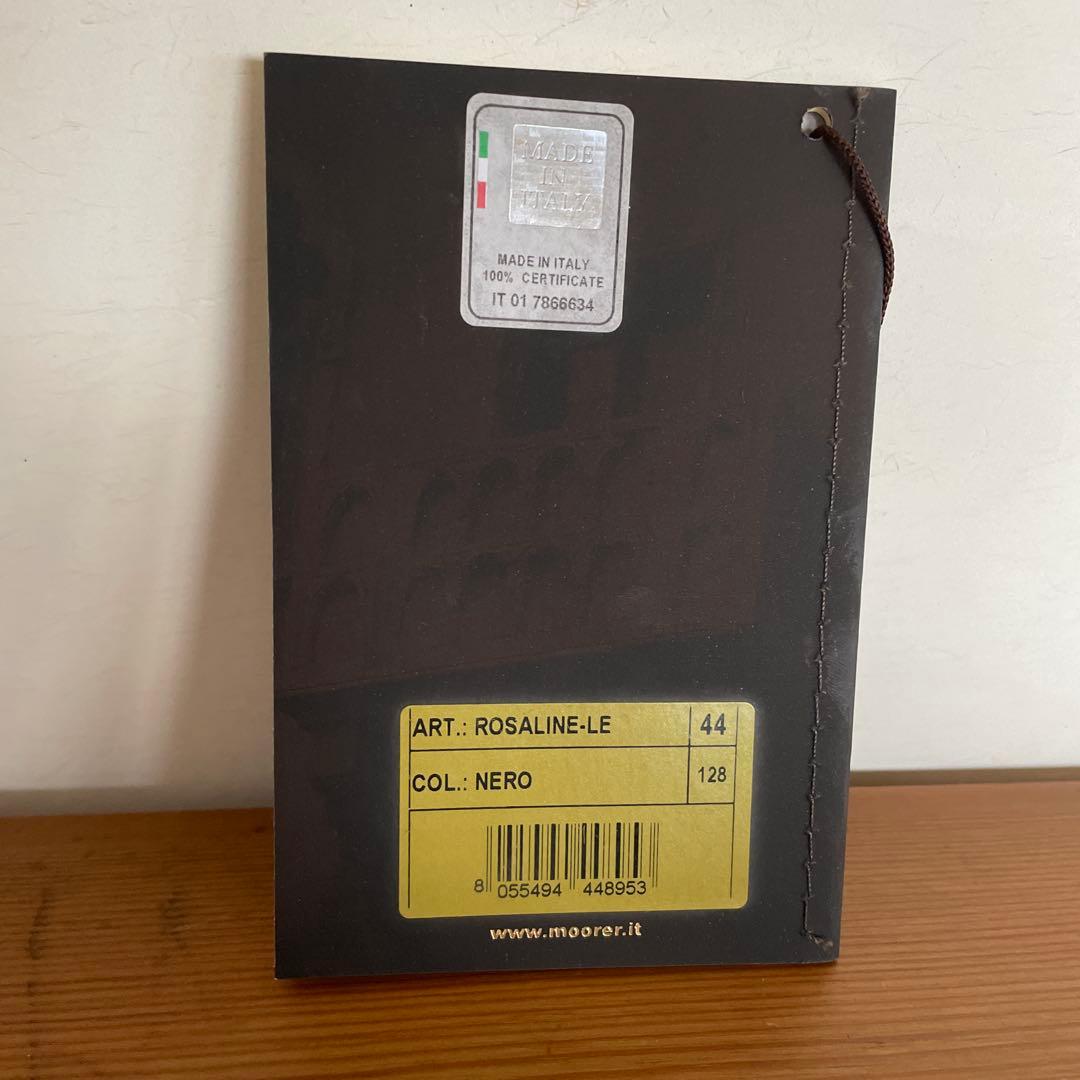 MADE
IN
ITALY
MADE IN ITALY
100% CERTIFICATE
IT 01 7866634
ART.: ROSALINE-LE 44
COL.: NERO 128
8 055494 448953
www.moorer.it